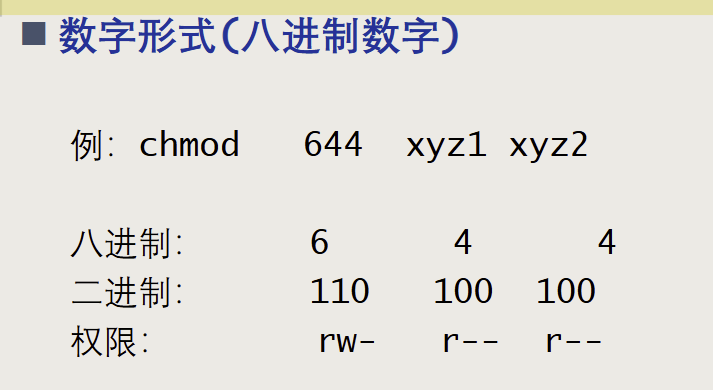 ■ 数字形式(八进制数字)
例: chmod 644 xyz1 xyz2
八进制: 6 4 4
二进制: 110 100 100
权限: rw- r-- r--